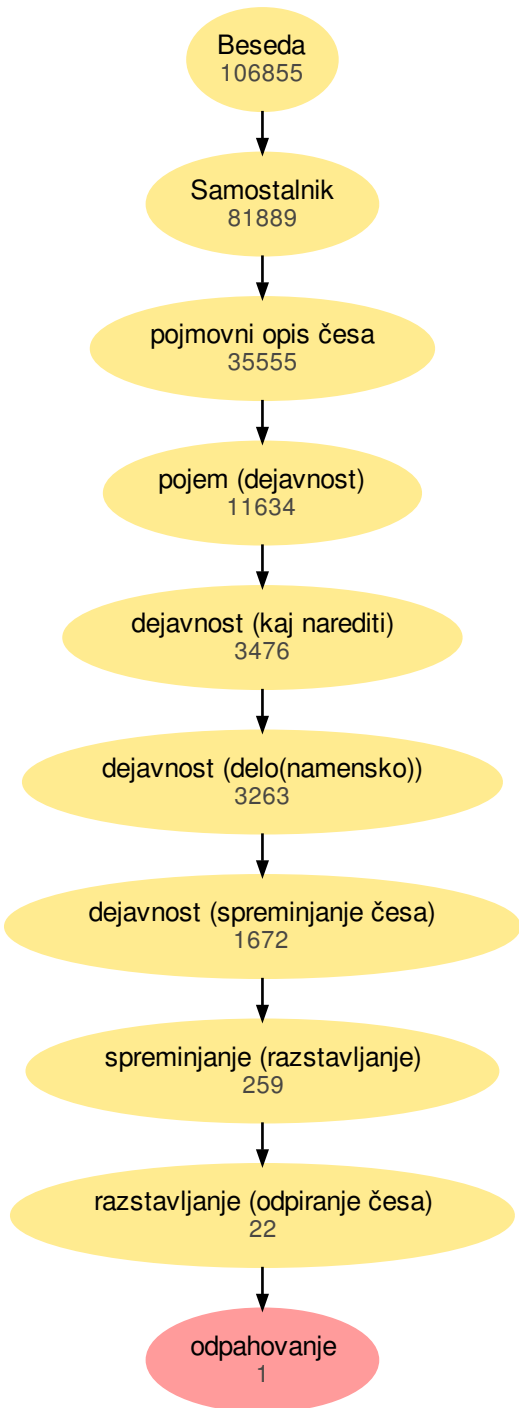 Beseda
106855
Samostalnik
81889
pojmovni opis česa
35555
pojem (dejavnost)
11634
dejavnost (kaj narediti)
3476
dejavnost (delo(namensko))
3263
dejavnost (spreminjanje česa)
1672
spreminjanje (razstavljanje)
259
razstavljanje (odpiranje česa)
22
odpahovanje
1